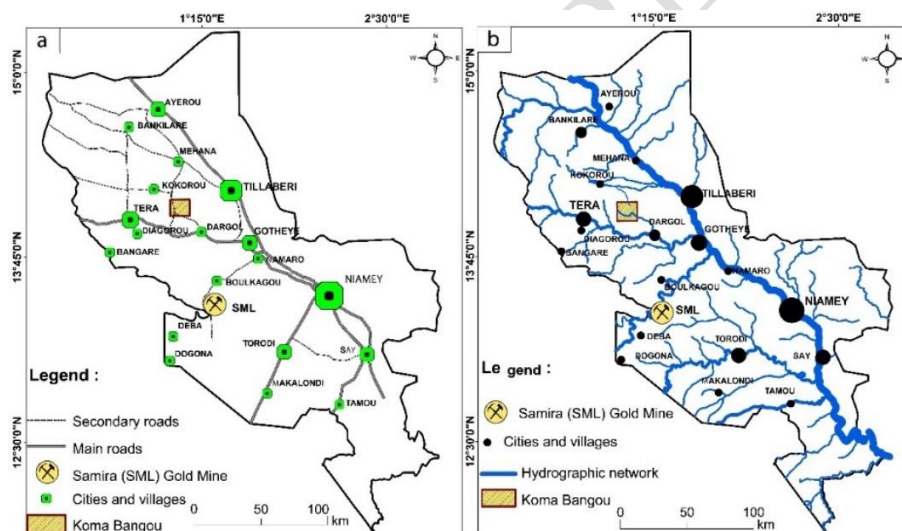 1°15'0"E
2°30'0"E
a
N
W
E
S
15°0'0"N
13°45'0"N
12°30'0"N
AYEROU
BANKILARE
MEHANA
KOKOROU
TILLABERI
TERA
DIAGOROU
DARGOL
GOTHEYE
BANGARE
NAMARO
BOULKAGOU
NIAMEY
SML
DEBA
DOGONA
TORODI
SAY
MAKALONDI
TAMOU
Legend :
Secondary roads
Main roads
Samira (SML) Gold Mine
Cities and villages
Koma Bangou
0 50 100
km
1°15'0"E
2°30'0"E
b
N
W
E
S
15°0'0"N
13°45'0"N
12°30'0"N
AYEROU
BANKILARE
MEHANA
KOKOROU
TILLABERI
TERA
DIAGOROU
DARGOL
GOTHEYE
BANGARE
NAMARO
BOULKAGOU
NIAMEY
SML
DEBA
DOGONA
TORODI
SAY
MAKALONDI
TAMOU
Le gend :
Samira (SML) Gold Mine
Cities and villages
Hydrographic network
Koma Bangou
0 50 100
km